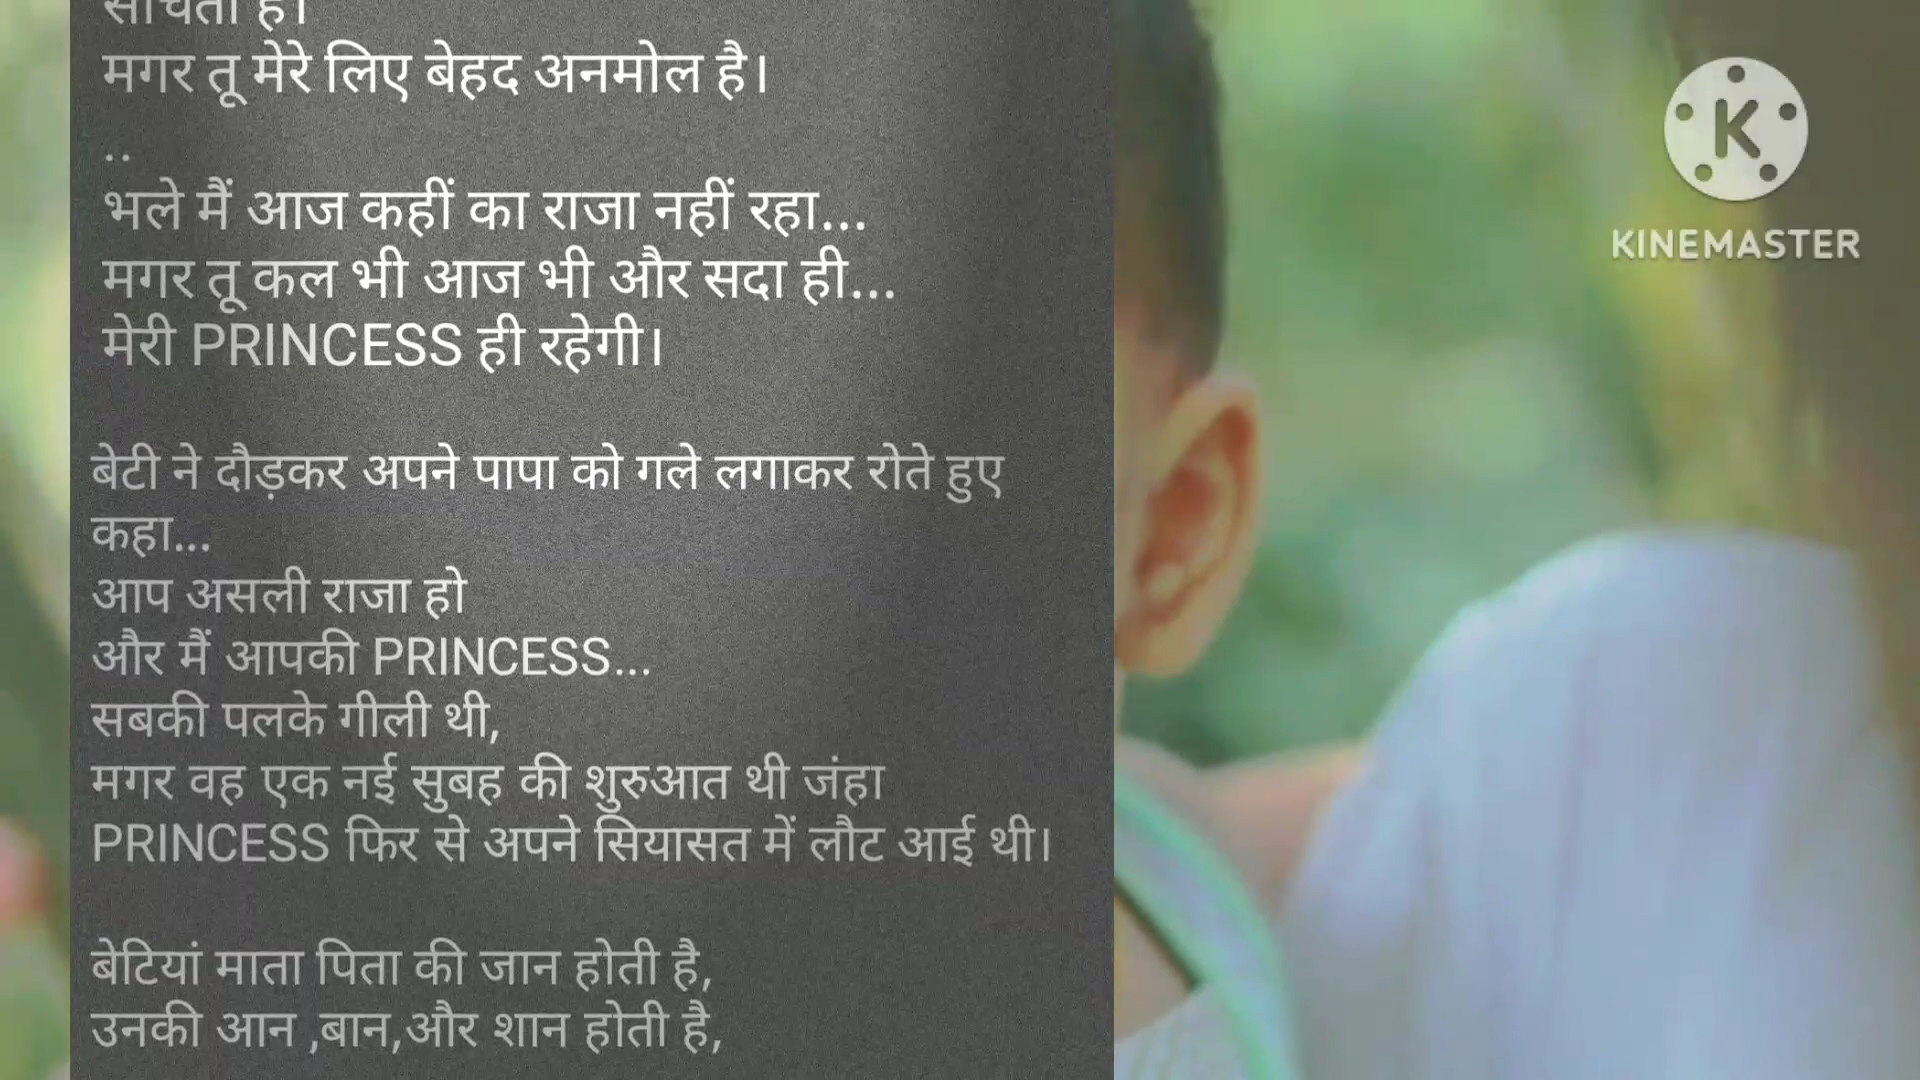 सोचता है।
मगर तू मेरे लिए बेहद अनमोल है।
..
भले मैं आज कहीं का राजा नहीं रहा...
मगर तू कल भी आज भी और सदा ही...
मेरी PRINCESS ही रहेगी।
बेटी ने दौड़कर अपने पापा को गले लगाकर रोते हुए
कहा...
आप असली राजा हो
और मैं आपकी PRINCESS...
सबकी पलके गीली थी,
मगर वह एक नई सुबह की शुरुआत थी जंहा
PRINCESS फिर से अपने सियासत में लौट आई थी।
बेटियां माता पिता की जान होती है,
उनकी आन ,बान,और शान होती है,
K
KINEMASTER